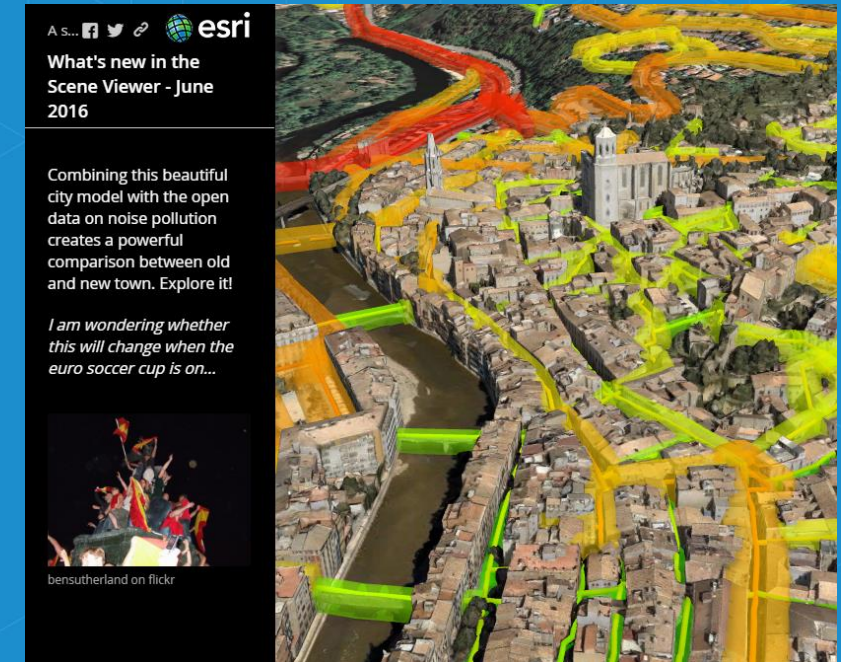 A s...
esri
What's new in the
Scene Viewer - June
2016
Combining this beautiful
city model with the open
data on noise pollution
creates a powerful
comparison between old
and new town. Explore it!
I am wondering whether
this will change when the
euro soccer cup is on...
bensutherland on flickr